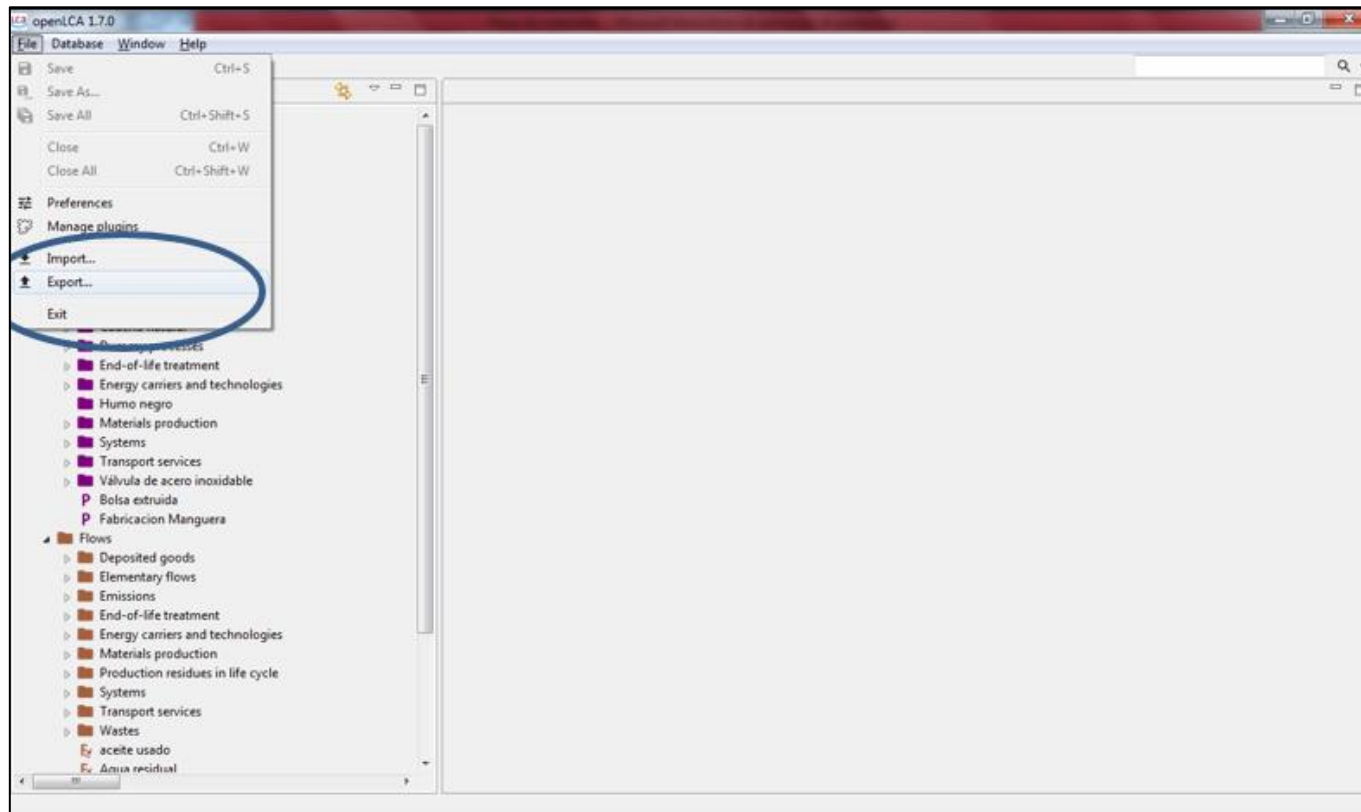 openLCA 1.7.0
File Database Window Help
Save Ctrl+S
Save As...
Save All Ctrl+Shift+S
Close Ctrl+W
Close All Ctrl+Shift+W
Preferences
Manage plugins
Import...
Export...
Exit
End-of-life treatment
Energy carriers and technologies
Humo negro
Materials production
Systems
Transport services
Válvula de acero inoxidable
P Bolsa extruida
P Fabricacion Manguera
Flows
Deposited goods
Elementary flows
Emissions
End-of-life treatment
Energy carriers and technologies
Materials production
Production residues in life cycle
Systems
Transport services
Wastes
aceite usado
Agua residual